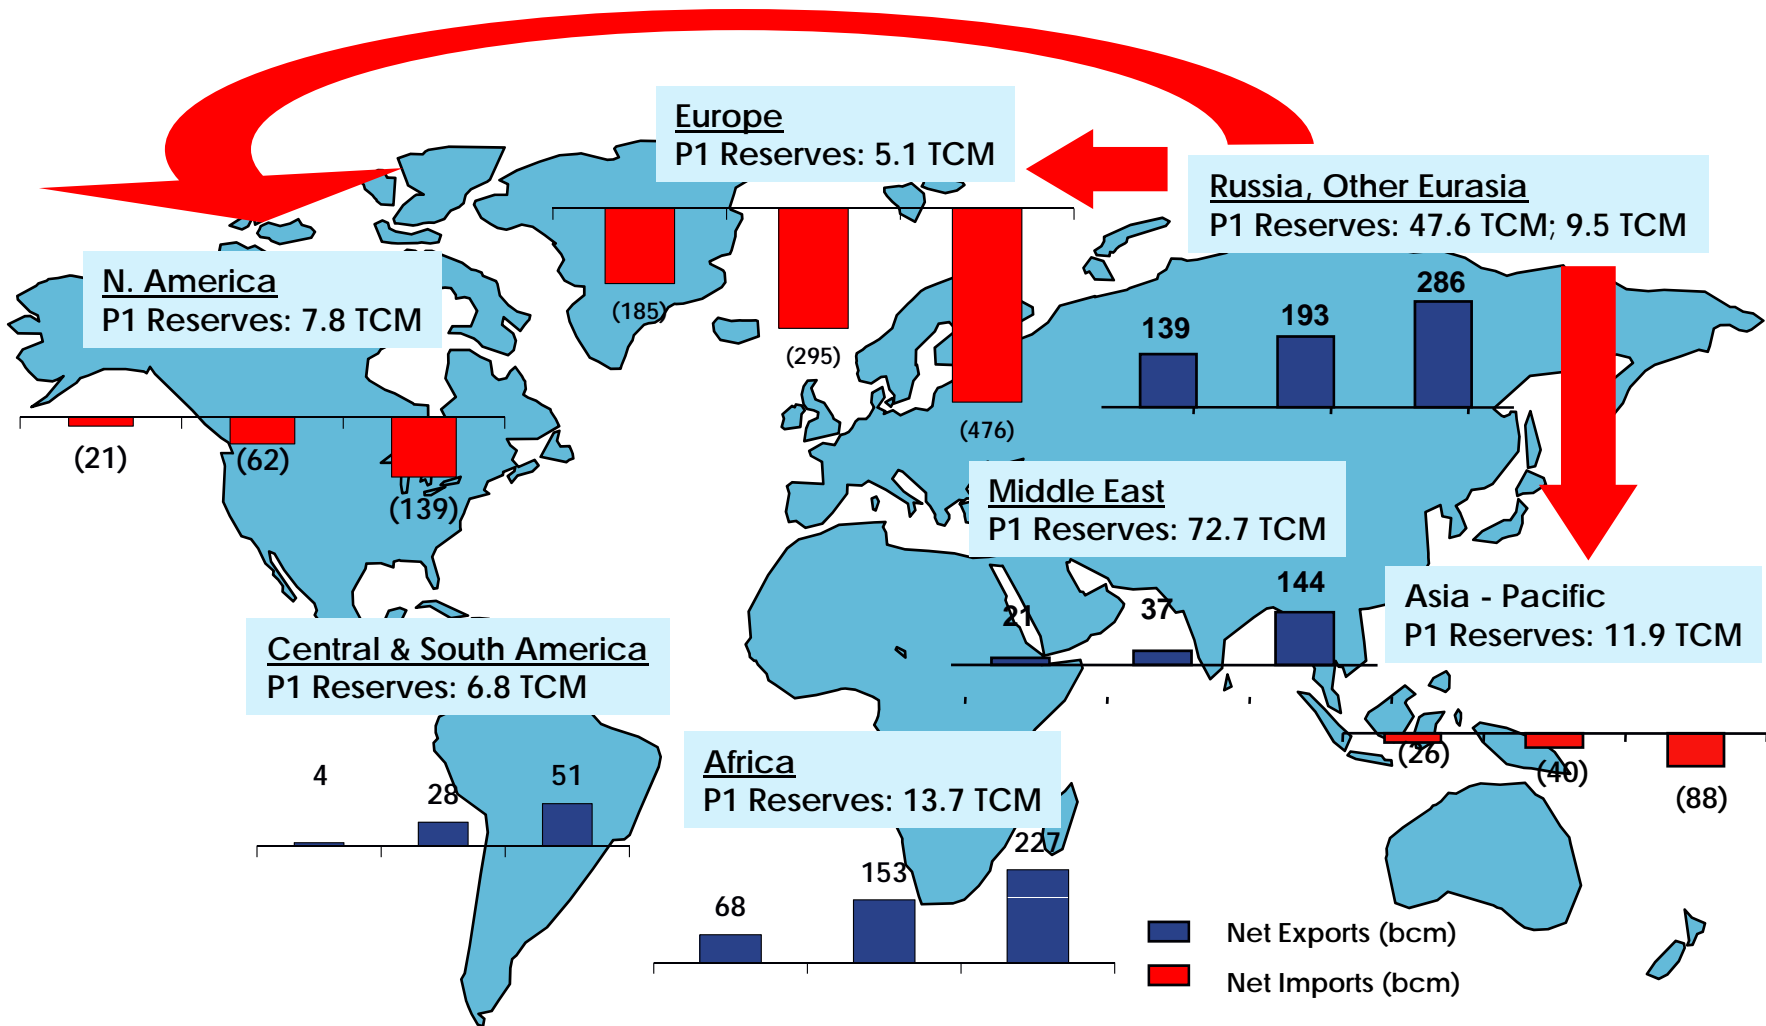 Europe
P1 Reserves: 5.1 TCM
Russia, Other Eurasia
P1 Reserves: 47.6 TCM; 9.5 TCM
N. America
P1 Reserves: 7.8 TCM
(185)
(295)
(476)
139
193
286
(21)
(62)
(139)
Middle East
P1 Reserves: 72.7 TCM
21
37
144
Asia - Pacific
P1 Reserves: 11.9 TCM
(26)
(40)
(88)
Central & South America
P1 Reserves: 6.8 TCM
4
28
51
Africa
P1 Reserves: 13.7 TCM
68
153
227
Net Exports (bcm)
Net Imports (bcm)